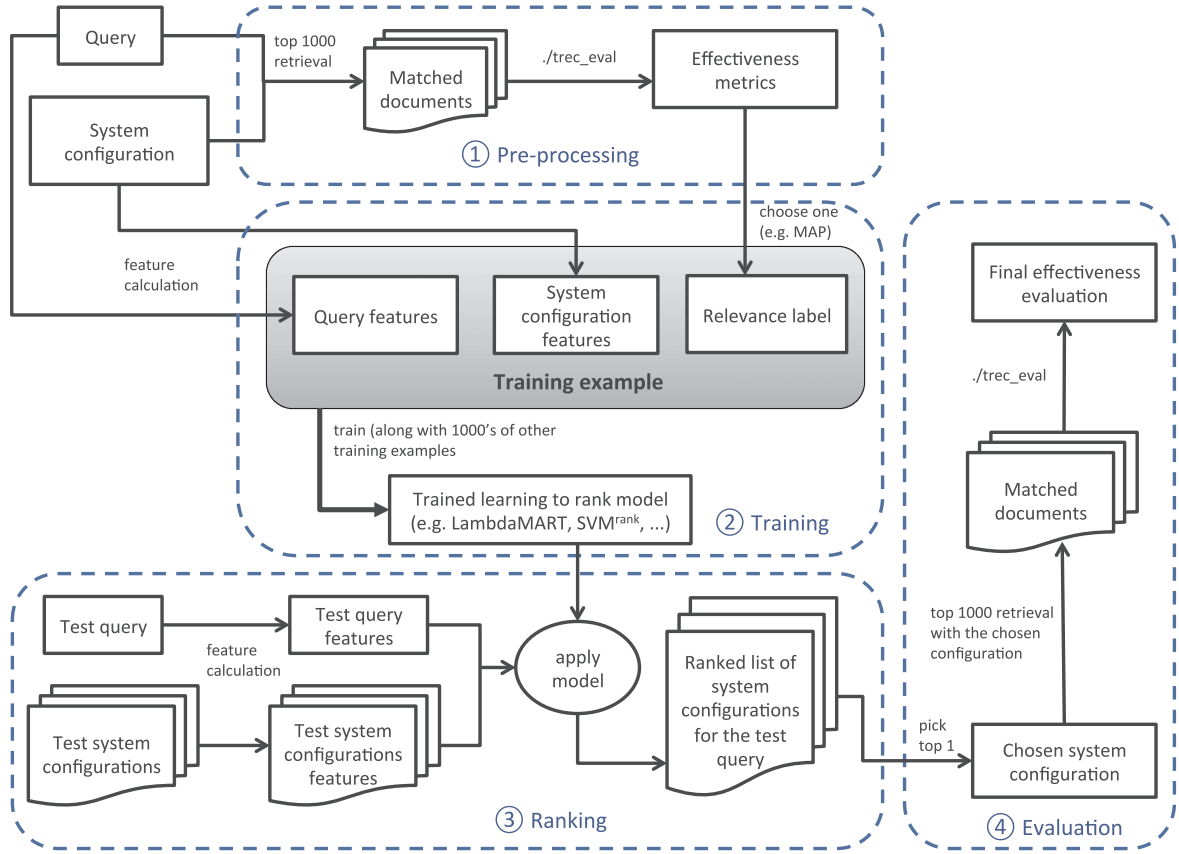 Query
top 1000
retrieval
Matched
documents
./trec_eval
Effectiveness
metrics
System
configuration
① Pre-processing
choose one
(e.g. MAP)
feature
calculation
Query features
System
configuration
features
Relevance label
Training example
train (along with 1000's of other
training examples
Trained learning to rank model
(e.g. LambdaMART, SVMrank, ...)
② Training
Test query
Test query
features
feature
calculation
Test system
configurations
Test system
configurations
features
apply
model
Ranked list of
system
configurations
for the test
query
③ Ranking
pick
top 1
Final effectiveness
evaluation
./trec_eval
Matched
documents
top 1000 retrieval
with the chosen
configuration
Chosen system
configuration
④ Evaluation